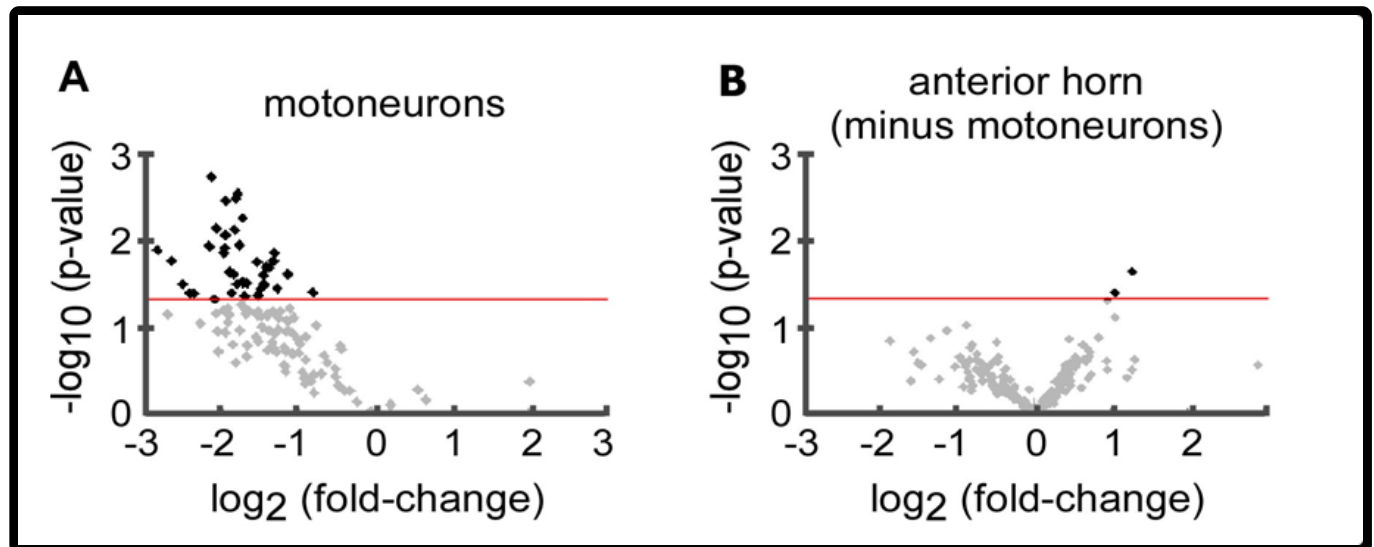 A
motoneurons
-log10 (p-value)
3
2
1
0
-3 -2 -1 0 1 2 3
log2 (fold-change)
B
anterior horn
(minus motoneurons)
-log10 (p-value)
3
2
1
0
-3 -2 -1 0 1 2
log2 (fold-change)